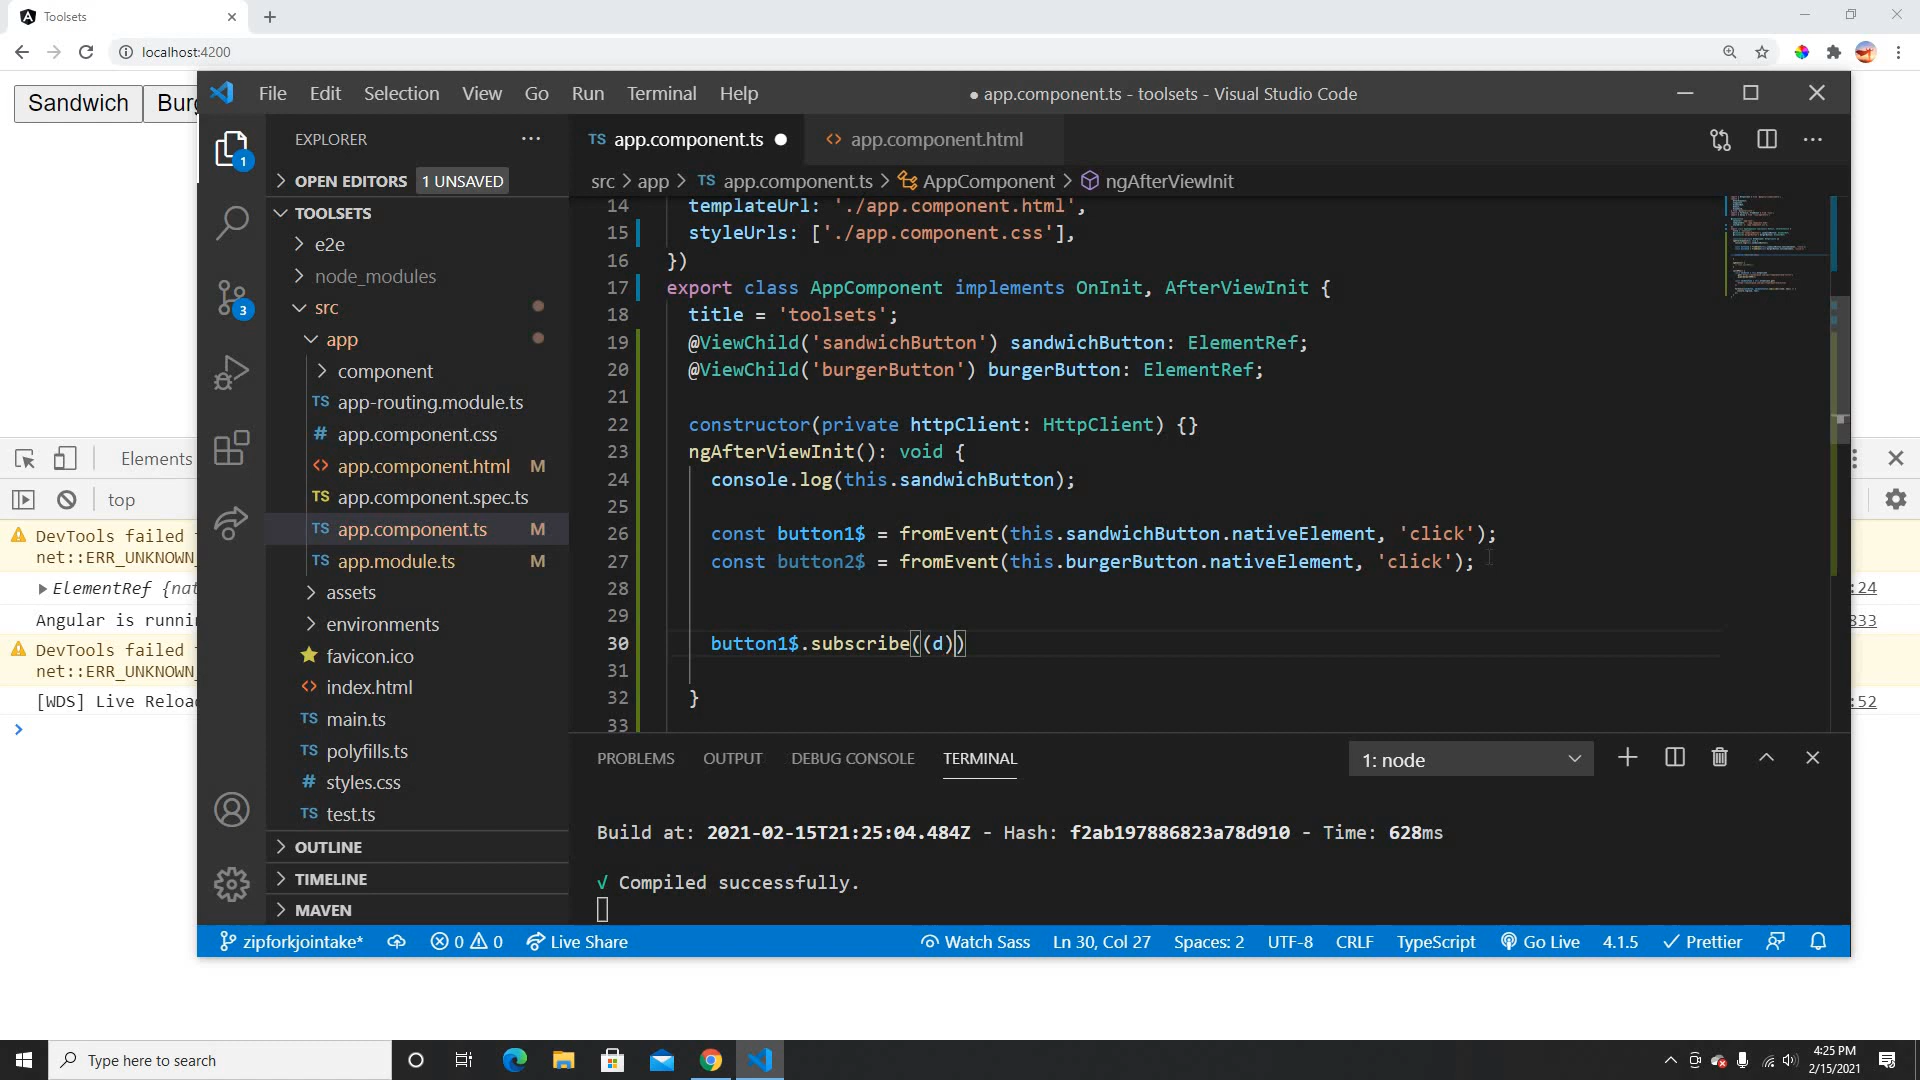 Toolsets
localhost:4200
Sandwich
Burg
Elements
top
DevTools failed
net::ERR_UNKNOWN_
ElementRef {nat
Angular is runnin
DevTools failed
net::ERR_UNKNOWN_
[WDS] Live Reload
:24
833
:52
File Edit Selection View Go Run Terminal Help
● app.component.ts - toolsets - Visual Studio Code
EXPLORER
1
3
OPEN EDITORS 1 UNSAVED
TOOLSETS
e2e
node_modules
src
app
component
TS app-routing.module.ts
# app.component.css
<> app.component.html M
TS app.component.spec.ts
TS app.component.ts M
TS app.module.ts M
assets
environments
favicon.ico
<> index.html
TS main.ts
TS polyfills.ts
# styles.css
TS test.ts
OUTLINE
TIMELINE
MAVEN
TS app.component.ts ●
<> app.component.html
src > app > TS app.component.ts > AppComponent > ngAfterViewInit
14 templateUrl: './app.component.html',
15 styleUrls: ['./app.component.css'],
16 })
17 export class AppComponent implements OnInit, AfterViewInit {
18 title = 'toolsets';
19 @ViewChild('sandwichButton') sandwichButton: ElementRef;
20 @ViewChild('burgerButton') burgerButton: ElementRef;
21
22 constructor(private httpClient: HttpClient) {}
23 ngAfterViewInit(): void {
24 console.log(this.sandwichButton);
25
26 const button1$ = fromEvent(this.sandwichButton.nativeElement, 'click');
27 const button2$ = fromEvent(this.burgerButton.nativeElement, 'click');
28
29
30 button1$.subscribe((d))
31
32 }
33
PROBLEMS OUTPUT DEBUG CONSOLE TERMINAL
1: node
Build at: 2021-02-15T21:25:04.484Z - Hash: f2ab197886823a78d910 - Time: 628ms
√ Compiled successfully.
zipforkjointake* 0 0 Live Share
Watch Sass Ln 30, Col 27 Spaces: 2 UTF-8 CRLF TypeScript Go Live 4.1.5 Prettier
Type here to search
4:25 PM
2/15/2021